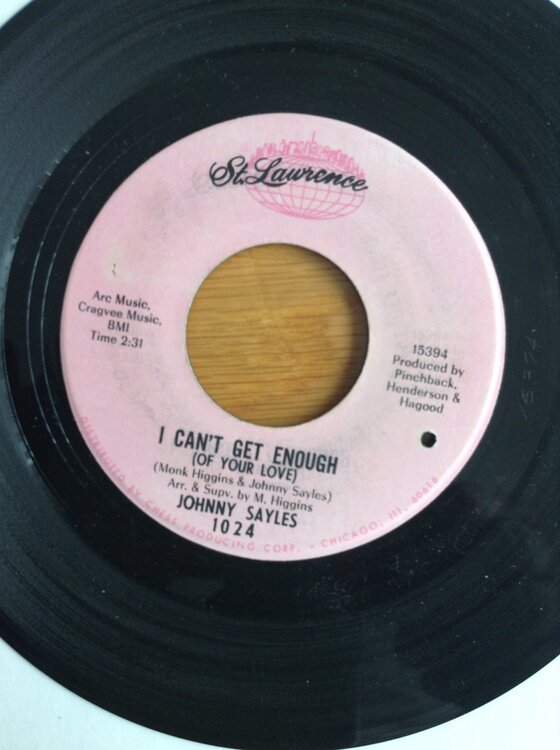 St. Lawrence
Arc Music,
Cragvee Music,
BMI
Time 2:31
15394
Produced by
Pinchback,
Henderson &
Hagood
I CAN'T GET ENOUGH
(OF YOUR LOVE)
(Monk Higgins & Johnny Sayles)
Arr. & Supv. by M. Higgins
JOHNNY SAYLES
1024
DISTRIBUTED BY CHESS PRODUCING CORP. - CHICAGO, Ill. 60616